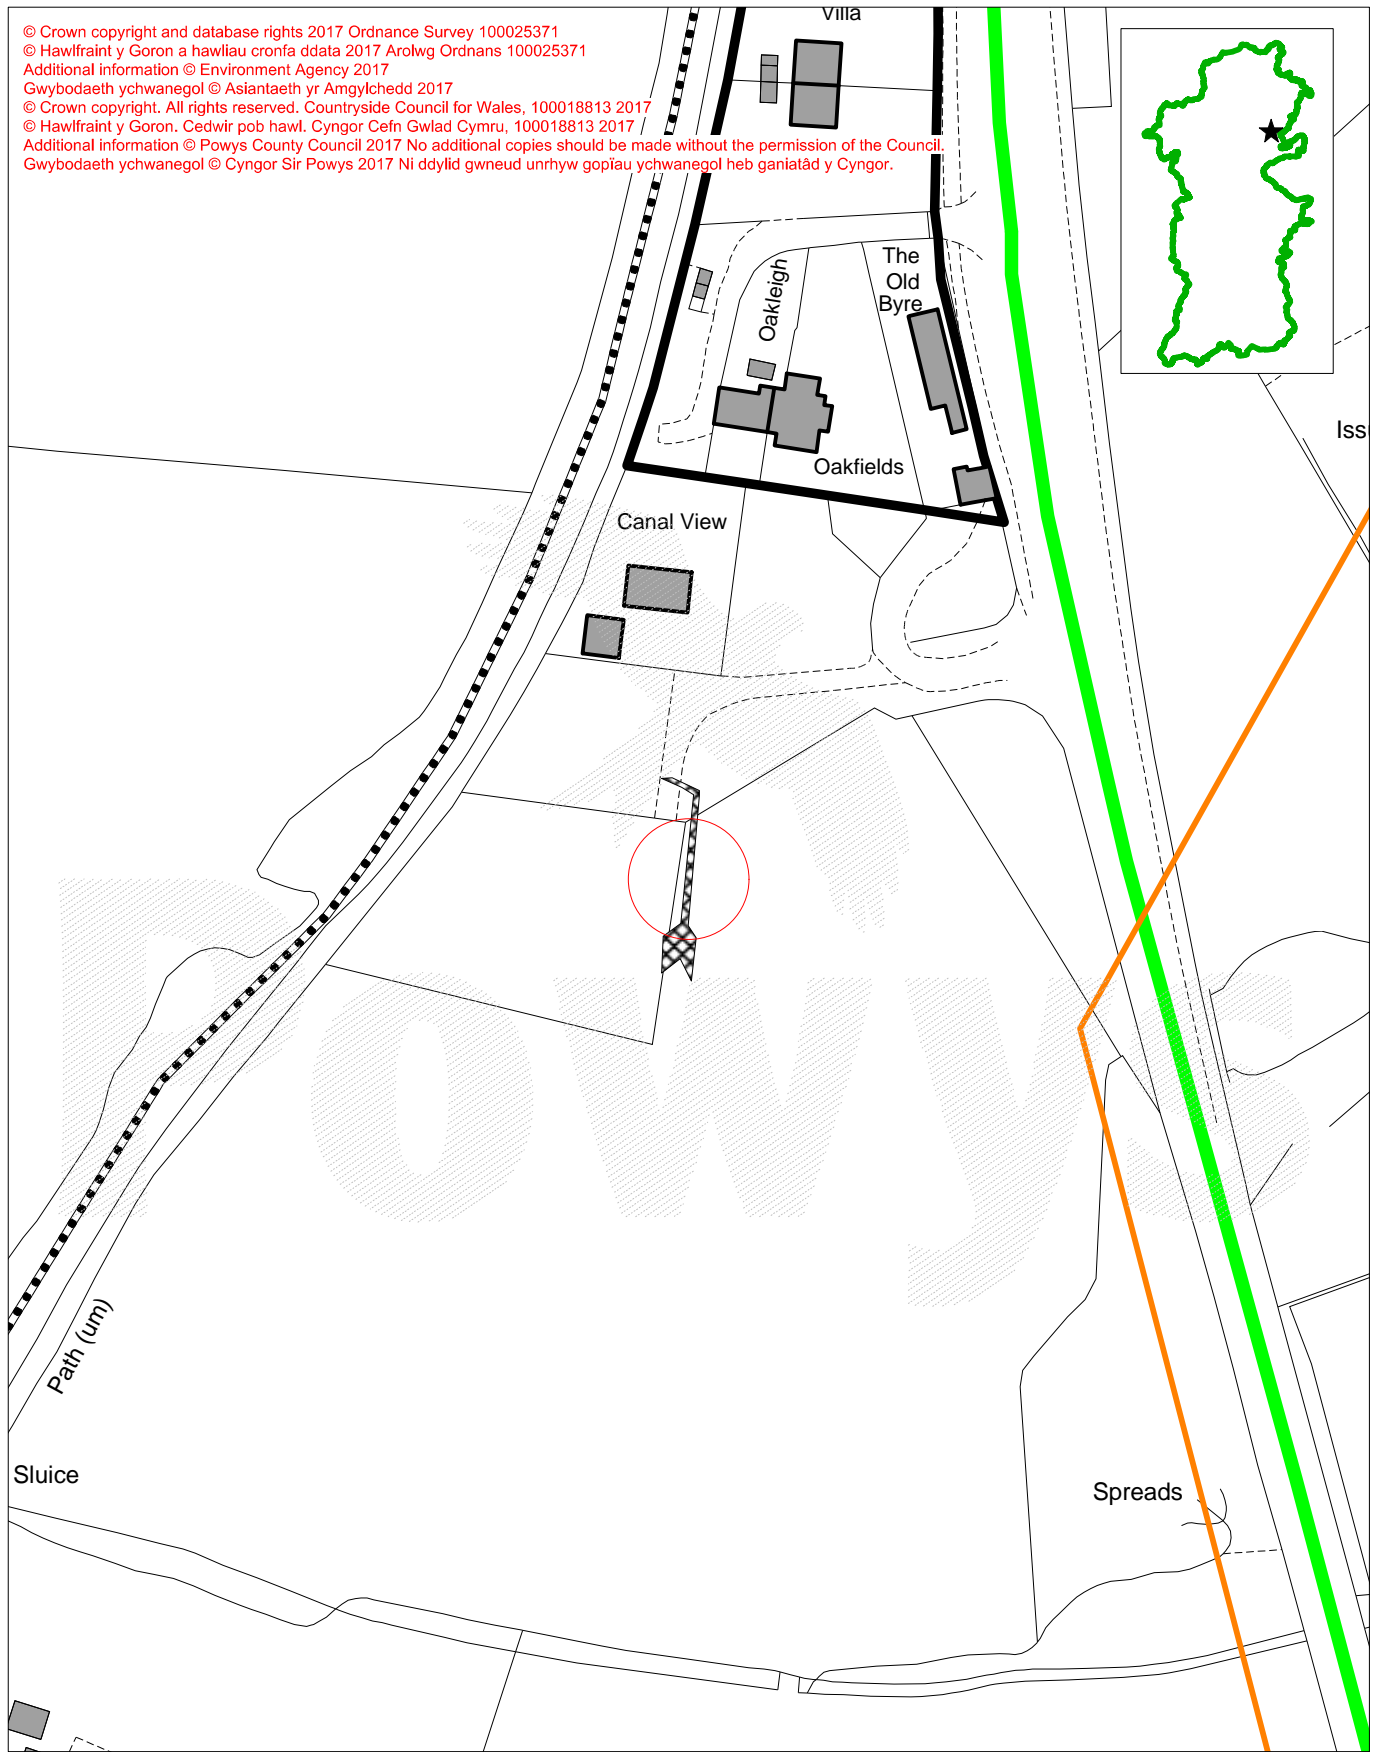 © Crown copyright and database rights 2017 Ordnance Survey 100025371
© Hawlfraint y Goron a hawliau cronfa ddata 2017 Arolwg Ordnans 100025371
Additional information © Environment Agency 2017
Gwybodaeth ychwanegol © Asiantaeth yr Amgylchedd 2017
© Crown copyright. All rights reserved. Countryside Council for Wales, 100018813 2017
© Hawlfraint y Goron. Cedwir pob hawl. Cyngor Cefn Gwlad Cymru, 100018813 2017
Additional information © Powys County Council 2017 No additional copies should be made without the permission of the Council.
Gwybodaeth ychwanegol © Cyngor Sir Powys 2017 Ni ddylid gwneud unrhyw gopïau ychwanegol heb ganiatâd y Cyngor.
Villa
The
Old
Byre
Oakleigh
Oakfields
Canal View
Powys
Path (um)
Sluice
Spreads